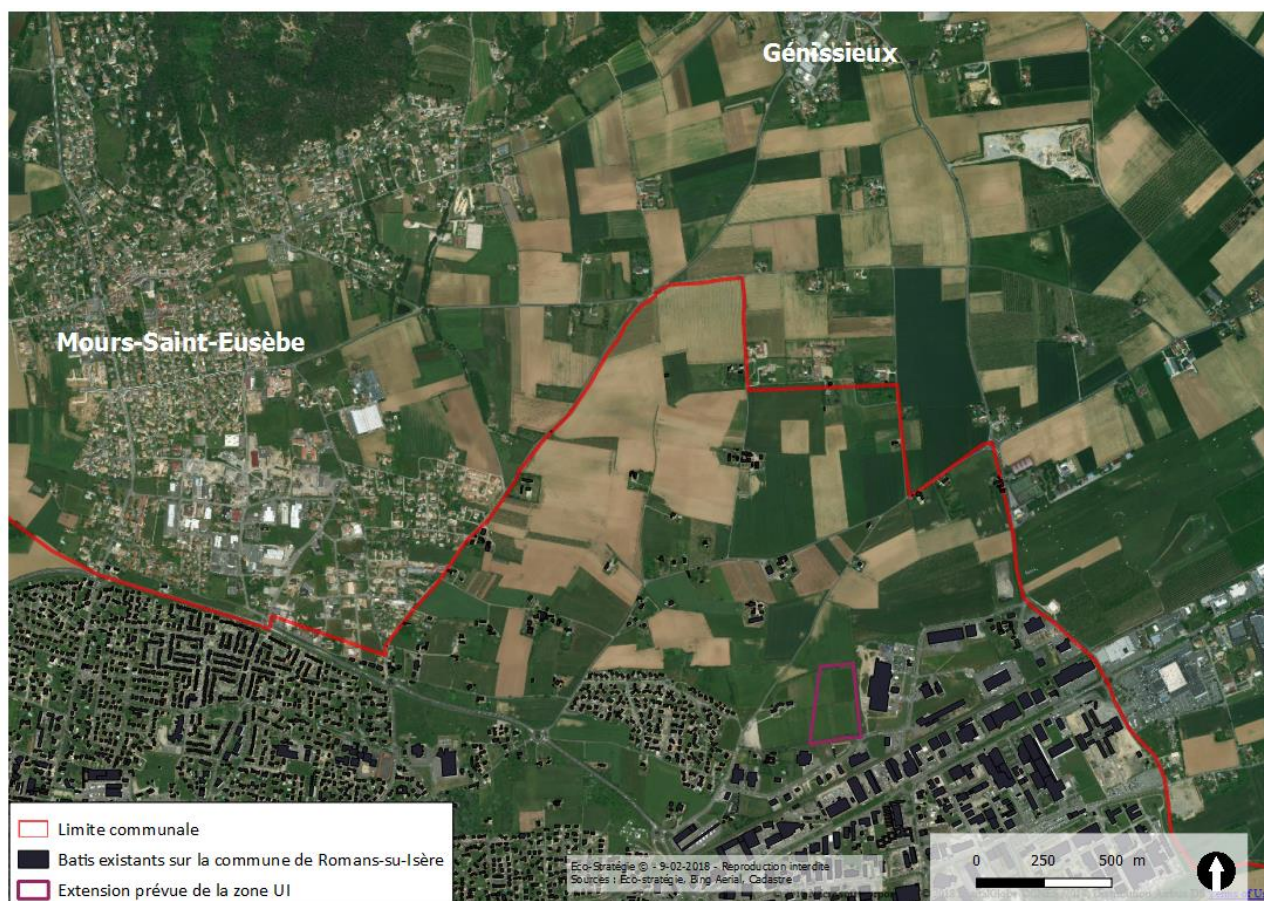 Génissieux
Mours-Saint-Eusèbe
Limite communale
Batis existants sur la commune de Romans-su-Isère
Extension prévue de la zone UI
Eco-Stratégie © - 9-02-2018 - Reproduction interdite
Sources : Eco-stratégie, Bing Aerial, Cadastre
0 250 500 m